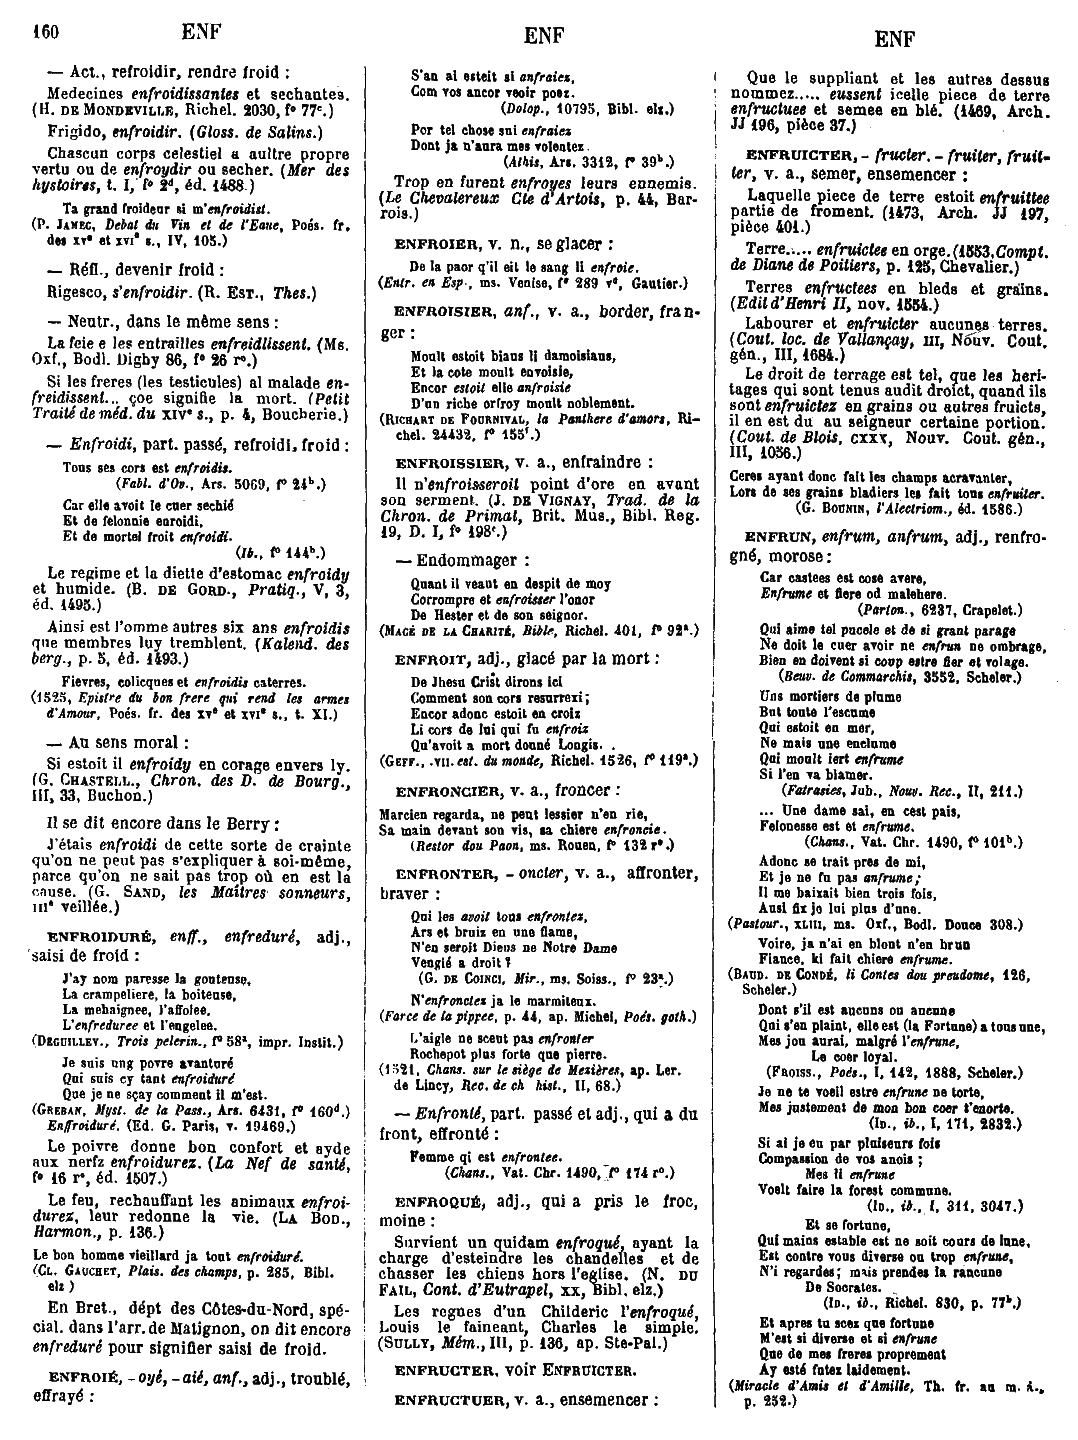 160
ENF
ENF
ENF
— Act., refroidir, rendre froid :
Medecines enfroidissantes et sechantes.
(H. DE MONDEVILLE, Richel. 2030, fº 77ᶜ.)
Frigido, enfroidir. (Gloss. de Salins.)
Chascun corps celestiel a aultre propre
vertu ou de enfroydir ou secher. (Mer des
hystoires, t. I, fº 2ᵈ, éd. 1488.)
Ta grand froideur si m'enfroidist.
(P. JAMEC, Debat du Vin et de l'Eaue, Poés. fr.
des XVᵉ et XVIᵉ s., IV, 105.)
— Réfl., devenir froid :
Rigesco, s'enfroidir. (R. EST., Thes.)
— Neutr., dans le même sens :
La feie e les entrailles enfreidlissent. (Ms.
Oxf., Bodl. Digby 86, fº 26 rº.)
Si les freres (les testicules) al malade en-
freidissent... çoe signifie la mort. (Petit
Traité de méd. du XIVᵉ s., p. 4, Boucherie.)
— Enfroidi, part. passé, refroidi, froid :
Tous ses cors est enfroidis.
(Fabl. d'Ov., Ars. 5069, fº 24ᵇ.)
Car elle avoit le cuer sechié
Et de felonnie enroidi,
Et de mortel froit enfroidi.
(Ib., fº 144ᵇ.)
Le regime et la diette d'estomac enfroidy
et humide. (B. DE GORD., Pratiq., V, 3,
éd. 1495.)
Ainsi est l'omme autres six ans enfroidis
que membres luy tremblent. (Kalend. des
berg., p. 5, éd. 1493.)
Fievres, colicques et enfroidis caterres.
(1525, Epistre du bon frere qui rend les armes
d'Amour, Poés. fr. des XVᵉ et XVIᵉ s., t. XI.)
— Au sens moral :
Si estoit il enfroidy en corage envers ly.
(G. CHASTELL., Chron. des D. de Bourg.,
III, 33, Buchon.)
Il se dit encore dans le Berry :
J'étais enfroidi de cette sorte de crainte
qu'on ne peut pas s'expliquer à soi-même,
parce qu'on ne sait pas trop où en est la
cause. (G. SAND, les Maîtres sonneurs,
IIIᵉ veillée.)
ENFROIDURÉ, enff., enfreduré, adj.,
saisi de froid :
J'ay nom paresse la gouteuse,
La crampeliere, la boiteuse,
La mehaignee, l'affolee,
L'enfreduree et l'engelee.
(DEGUILLEV., Trois pelerin., fº 58ᵃ, impr. Instit.)
Je suis ung povre avanturé
Qui suis cy tant enfroiduré
Que je ne sçay comment il m'est.
(GREBAN, Myst. de la Pass., Ars. 6431, fº 160ᵈ.)
Enffroiduré. (Ed. G. Paris, v. 19469.)
Le poivre donne bon confort et ayde
aux nerfz enfroidurez. (La Nef de santé,
fº 16 rº, éd. 1507.)
Le feu, rechauffant les animaux enfroi-
durez, leur redonne la vie. (LA BOD.,
Harmon., p. 136.)
Le bon homme vieillard ja tout enfroiduré.
(CL. GAUCHET, Plais. des champs, p. 285, Bibl.
elz )
En Bret., dépt des Côtes-du-Nord, spé-
cial. dans l'arr. de Matignon, on dit encore
enfreduré pour signifier saisi de froid.
ENFROIÉ, - oyé, - aié, anf., adj., troublé,
effrayé :
S'an al esteit si anfraiez,
Com vos ancor veoir poez.
(Dolop., 10795, Bibl. elz.)
Por tel chose sui enfraiez
Dont ja n'aura mes volentez.
(Athis, Ars. 3312, fº 39ᵇ.)
Trop en furent enfroyes leurs ennemis.
(Le Chevalereux Cte d'Artois, p. 44, Bar-
rois.)
ENFROIER, v. n., se glacer :
De la paor q'il eit le sang li enfroie.
(Entr. en Esp., ms. Venise, fº 289 vº, Gautier.)
ENFROISIER, anf., v. a., border, fran-
ger :
Moult estoit biaus li damoisiaus,
Et la cote moult envoisie,
Encor estoit elle anfroisie
D'un riche orfroy moult noblement.
(RICHART DE FOURNIVAL, la Panthere d'amors, Ri-
chel. 24432, fº 155ᶠ.)
ENFROISSIER, v. a., enfraindre :
Il n'enfroisseroit point d'ore en avant
son serment. (J. DE VIGNAY, Trad. de la
Chron. de Primat, Brit. Mus., Bibl. Reg.
19, D. I, fº 198ᶜ.)
— Endommager :
Quant il veaut en despit de moy
Corrompre et enfroisser l'onor
De Hester et de son seignor.
(MACÉ DE LA CHARITÉ, Bible, Richel. 401, fº 92ᵃ.)
ENFROIT, adj., glacé par la mort :
De Jhesu Crist dirons ici
Comment son cors resurrexi ;
Encor adonc estoit en croix
Li cors de lui qui fu enfroiz
Qu'avoit a mort donné Longis.
(GEFF., .VII. est. du monde, Richel. 1526, fº 119ᵃ.)
ENFRONCIER, v. a., froncer :
Marcien regarda, ne peut lessier n'en rie,
Sa main devant son vis, sa chiere enfroncie.
(Restor dou Paon, ms. Rouen, fº 132 rº.)
ENFRONTER, - oncter, v. a., affronter,
braver :
Qui les avoit tous enfrontez,
Ars et bruiz en une flame,
N'en seroit Dieus ne Notre Dame
Vengié a droit ?
(G. DE COINCI, Mir., ms. Soiss., fº 23ᵃ.)
N'enfronctez ja le marmiteux.
(Farce de la pippee, p. 44, ap. Michel, Poés. goth.)
L'aigle ne sceut pas enfronter
Rochepot plus forte que pierre.
(1521, Chans. sur le siège de Mezières, ap. Ler.
de Lincy, Rec. de ch hist., II, 68.)
— Enfronté, part. passé et adj., qui a du
front, effronté :
Femme qi est enfrontee.
(Chans., Vat. Chr. 1490, fº 174 rº.)
ENFROQUÉ, adj., qui a pris le froc,
moine :
Survient un quidam enfroqué, ayant la
charge d'esteindre les chandelles et de
chasser les chiens hors l'eglise. (N. DU
FAIL, Cont. d'Eutrapel, XX, Bibl. elz.)
Les regnes d'un Childeric l'enfroqué,
Louis le faineant, Charles le simple.
(SULLY, Mém., III, p. 136, ap. Ste-Pal.)
ENFRUCTER, voir ENFRUICTER.
ENFRUCTUER, v. a., ensemencer :
Que le suppliant et les autres dessus
nommez..... eussent icelle piece de terre
enfructuee et semee en blé. (1469, Arch.
JJ 196, pièce 37.)
ENFRUICTER, - fructer. - fruiter, fruit-
ter, v. a., semer, ensemencer :
Laquelle piece de terre estoit enfruittee
partie de froment. (1473, Arch. JJ 197,
pièce 401.)
Terre..... enfruictee en orge. (1553, Compt.
de Diane de Poitiers, p. 125, Chevalier.)
Terres enfructees en bleds et grains.
(Edit d'Henri II, nov. 1554.)
Labourer et enfruicter aucunes terres.
(Cout. loc. de Vallançay, III, Nouv. Cout.
gén., III, 1684.)
Le droit de terrage est tel, que les heri-
tages qui sont tenus audit droict, quand ils
sont enfruictez en grains ou autres fruicts,
il en est du au seigneur certaine portion.
(Cout. de Blois, CXXX, Nouv. Cout. gén.,
III, 1056.)
Ceres ayant donc fait les champs acravanter,
Lors de ses grains bladiers les fait tous enfruiter.
(G. BOUNIN, l'Alectriom., éd. 1586.)
ENFRUN, enfrum, anfrum, adj., renfro-
gné, morose :
Car castees est cose avere,
Enfrume et fiere od malehere.
(Parton., 6237, Crapelet.)
Qui aime tel pucele et de si grant parage
Ne doit le cuer avoir ne enfrun ne ombrage,
Bien en doivent si coup estre fier et volage.
(Beuv. de Commarchis, 3552, Scheler.)
Uns mortiers de plume
But toute l'escume
Qui estoit en mer,
Ne mais une enclume
Qui moult iert enfrume
Si l'en va blamer.
(Fatrasies, Jub., Nouv. Rec., II, 211.)
... Une dame sai, en cest pais,
Felonesse est et enfrume.
(Chans., Vat. Chr. 1490, fº 101ᵇ.)
Adonc se trait pres de mi,
Et je ne fu pas anfrume ;
Il me baixait bien trois fois,
Ausi fix je lui plus d'une.
(Pastour., XLIII, ms. Oxf., Bodl. Douce 308.)
Voire, ja n'ai en blont n'en brun
Fiance, ki fait chiere enfrume.
(BAUD. DE CONDÉ, li Contes dou preudome, 126,
Scheler.)
Dont s'il est aucuns ou aucune
Qui s'en plaint, elle est (la Fortune) a tous une,
Mes jou aurai, malgré l'enfrune,
Le coer loyal.
(FROISS., Poés., I, 142, 1888, Scheler.)
Je ne te voeil estre enfrune ne torte,
Mes justement de mon bon coer t'enorte.
(ID., ib., I, 171, 2832.)
Si ai je eu par pluiseurs fois
Compassion de vos anois ;
Mes li enfrune
Voelt faire la forest commune.
(ID., ib., I, 311, 3047.)
Et se fortune,
Qui mains estable est ne soit cours de lune,
Est contre vous diverse ou trop enfrune,
N'i regardes ; mais prendes la rancune
De Socrates.
(ID., ib., Richel. 830, p. 77ᵇ.)
Et apres tu scez que fortune
M'est si diverse et si enfrune
Que de mes freres proprement
Ay esté futez laidement.
(Miracle d'Amis et d'Amille, Th. fr. au m. â.,
p. 252.)